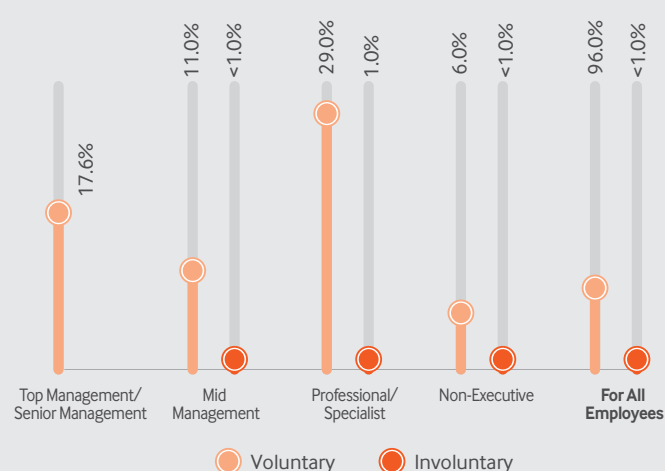 17.6%
11.0%
<1.0%
29.0%
1.0%
6.0%
<1.0%
96.0%
<1.0%
Top Management/
Senior Management
Mid
Management
Professional/
Specialist
Non-Executive
For All
Employees
Voluntary
Involuntary